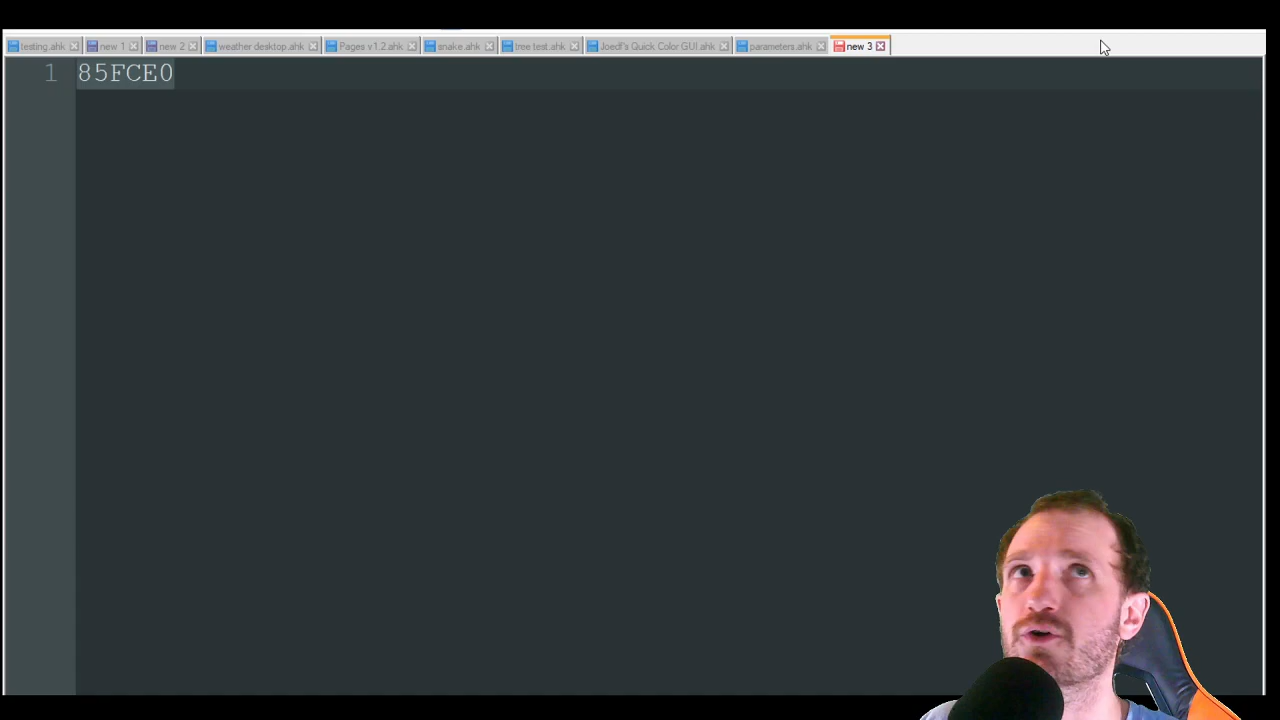 testing.ahk new 1 new 2 weather desktop.ahk Pages v1.2.ahk snake.ahk tree test.ahk Joedf's Quick Color GUI.ahk parameters.ahk new 3
1 85FCE0